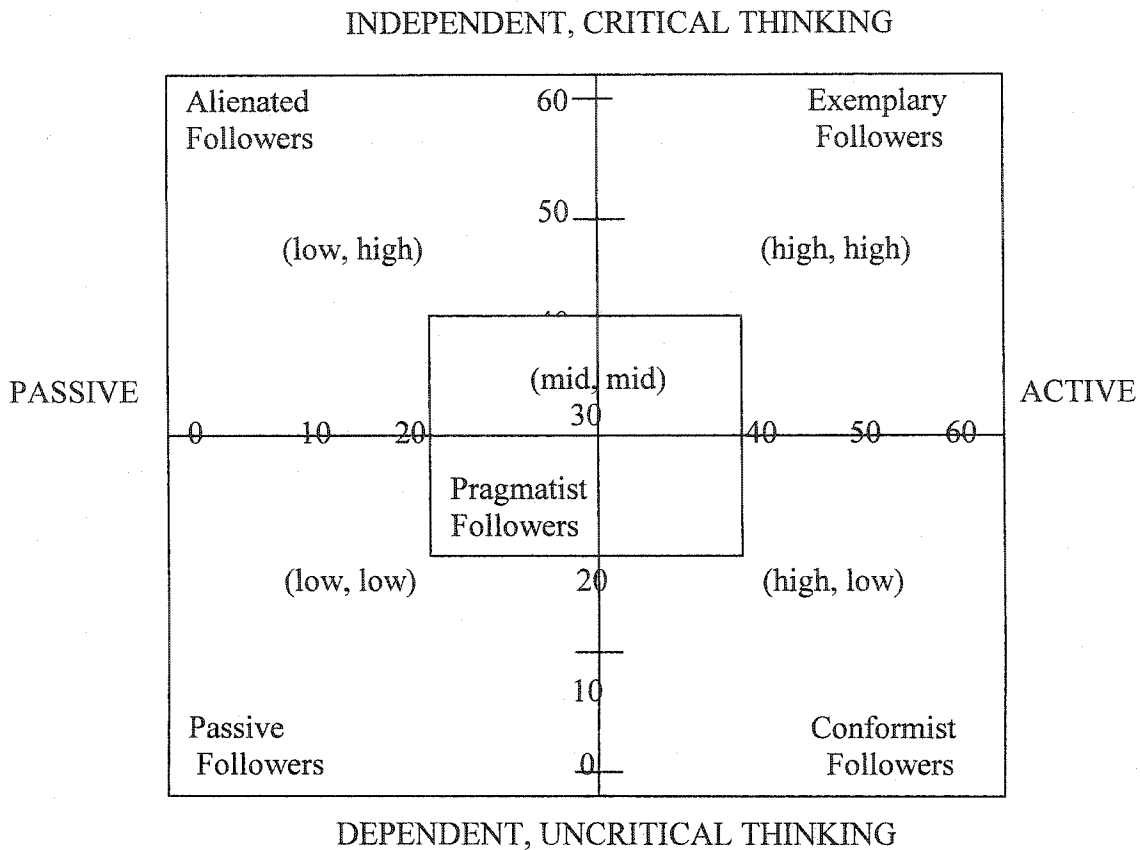 INDEPENDENT, CRITICAL THINKING
Alienated
Followers
60
Exemplary
Followers
50
(low, high)
(high, high)
(mid, mid)
PASSIVE
ACTIVE
30
0 10 20 40 50 60
Pragmatist
Followers
(low, low)
20
(high, low)
10
Passive
Followers
Conformist
Followers
0
DEPENDENT, UNCRITICAL THINKING